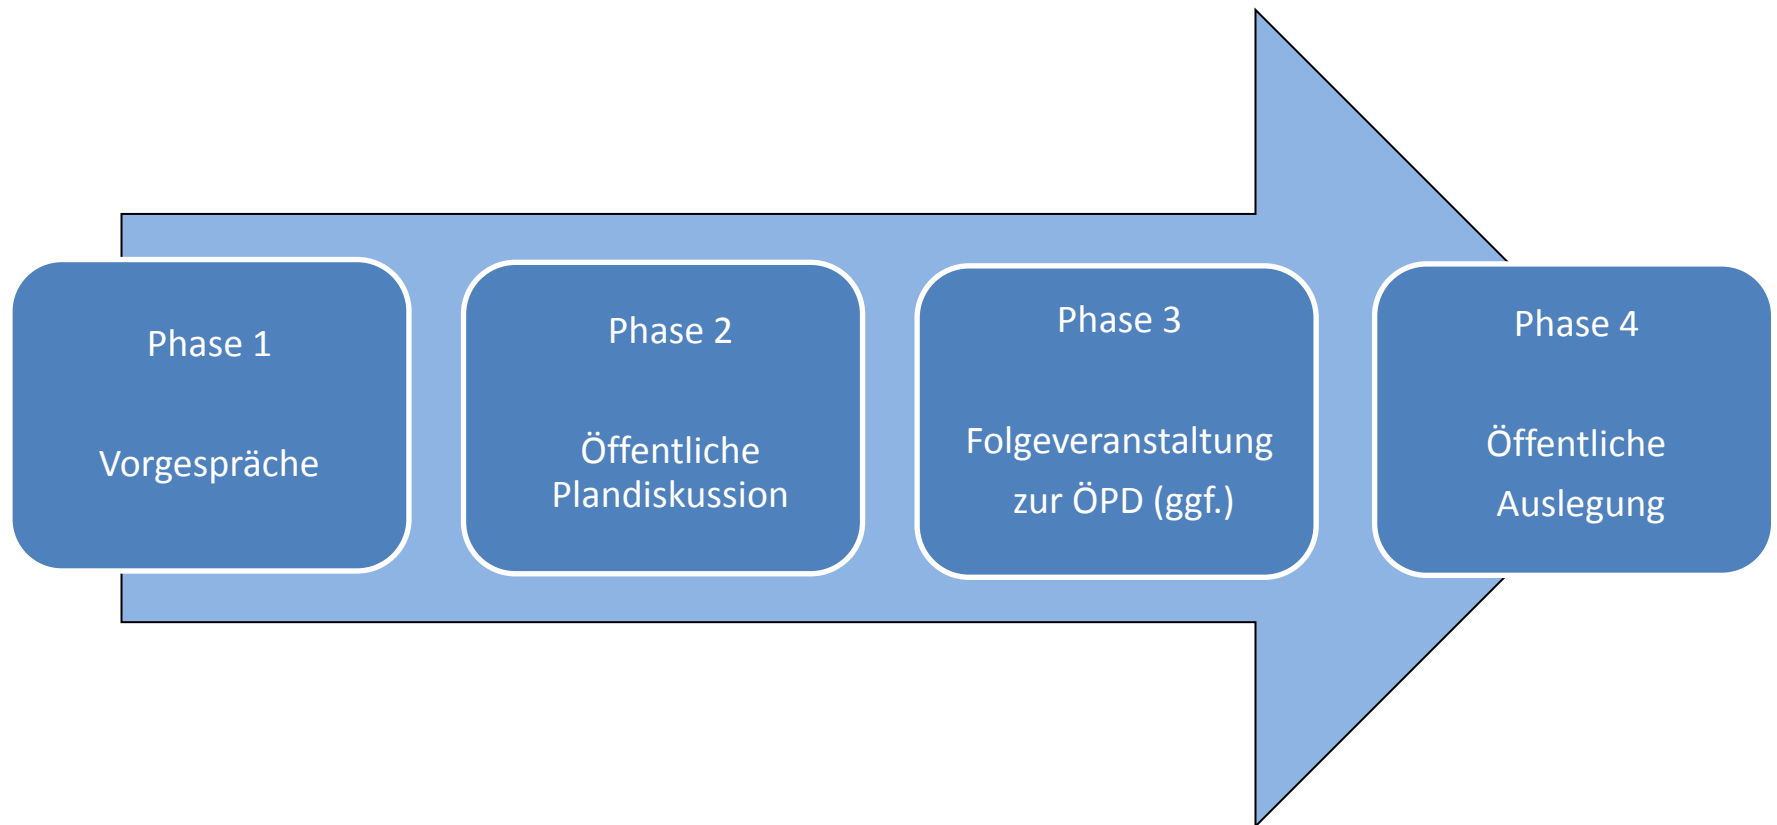 Phase 1
Vorgespräche
Phase 2
Öffentliche
Plandiskussion
Phase 3
Folgeveranstaltung
zur ÖPD (ggf.)
Phase 4
Öffentliche
Auslegung